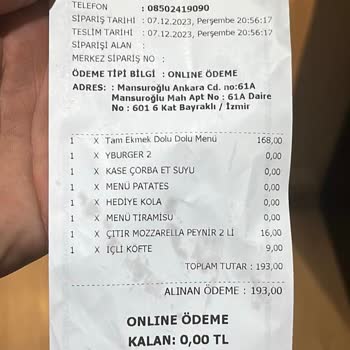 TELEFON : 08502419090
SİPARİŞ TARİHİ : 07.12.2023, Perşembe 20:56:17
TESLİM TARİHİ : 07.12.2023, Perşembe 20:56:17
SİPARİŞİ ALAN :
MERKEZ SİPARİŞ NO :
ÖDEME TİPİ BİLGİ : ONLINE ÖDEME
ADRES: : Mansuroğlu Ankara Cd. no:61A
Mansuroğlu Mah Apt No : 61A Daire
No : 601 6 Kat Bayraklı / İzmir
1 X Tam Ekmek Dolu Dolu Menü 168,00
1 X YBURGER 2 0,00
1 X KASE ÇORBA ET SUYU 0,00
1 X MENÜ PATATES 0,00
1 X HEDİYE KOLA 0,00
1 X MENÜ TİRAMİSU 0,00
1 X ÇITIR MOZZARELLA PEYNİR 2 Lİ 16,00
1 X İÇLİ KÖFTE 9,00
TOPLAM TUTAR : 193,00
ALINAN ÖDEME : 193,00
ONLINE ÖDEME
KALAN: 0,00 TL